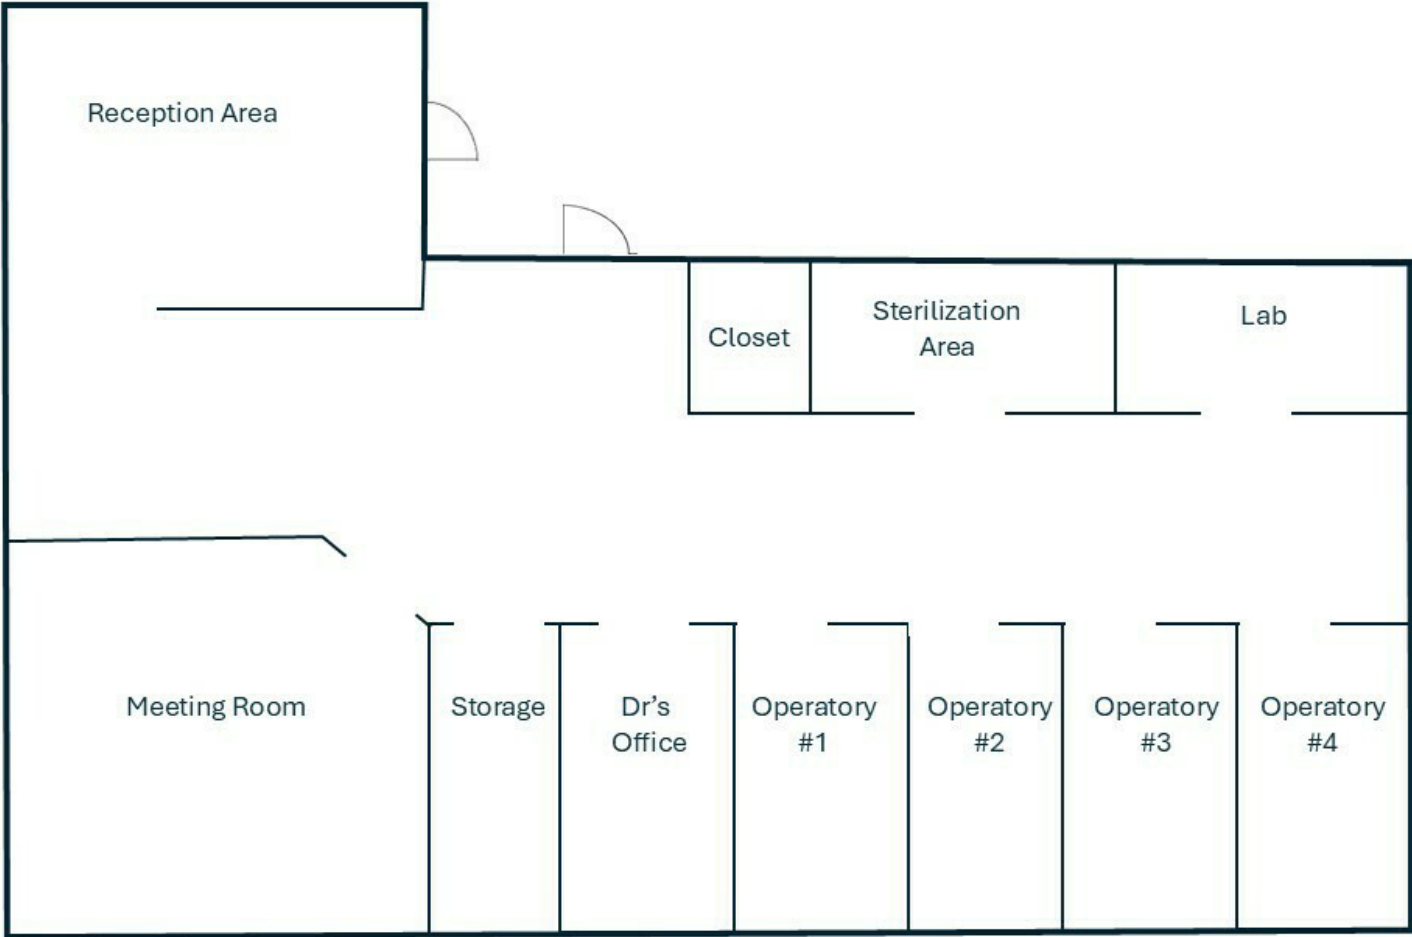 Reception Area
Closet
Sterilization
Area
Lab
Meeting Room
Storage
Dr’s
Office
Operatory
#1
Operatory
#2
Operatory
#3
Operatory
#4